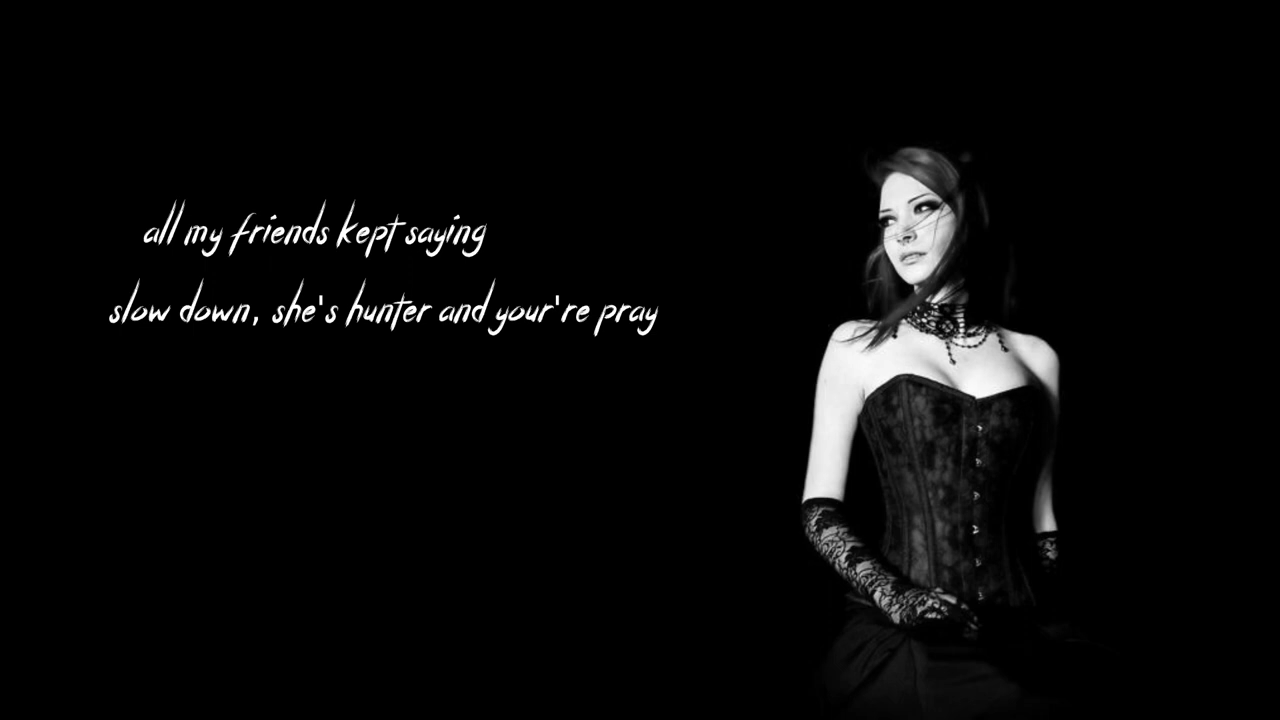 all my friends kept saying
slow down, she's hunter and your're pray